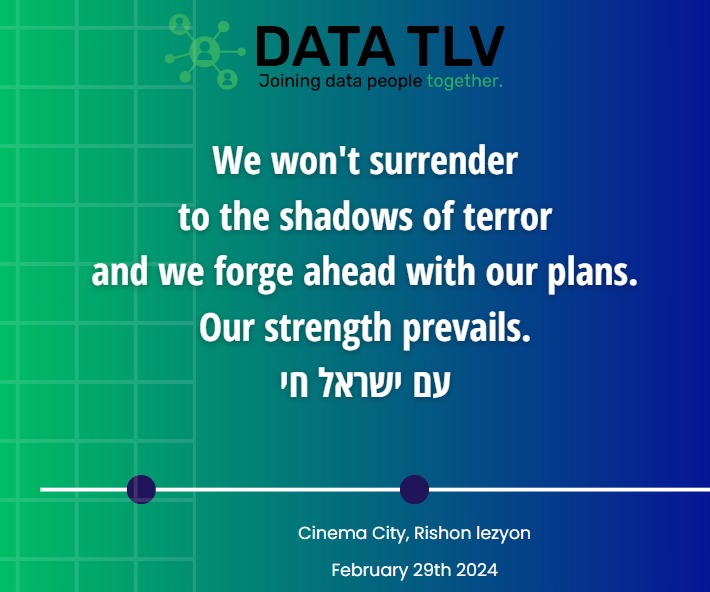 DATA TLV
Joining data people together.
We won't surrender
to the shadows of terror
and we forge ahead with our plans.
Our strength prevails.
עם ישראל חי
Cinema City, Rishon lezyon
February 29th 2024